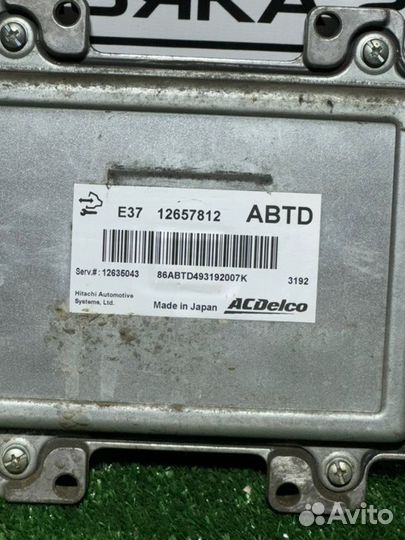 E37 12657812 ABTD
Serv.#: 12635043 86ABTD493192007K 3192
Hitachi Automotive
Systems, Ltd.
Made in Japan ACDelco
Avito